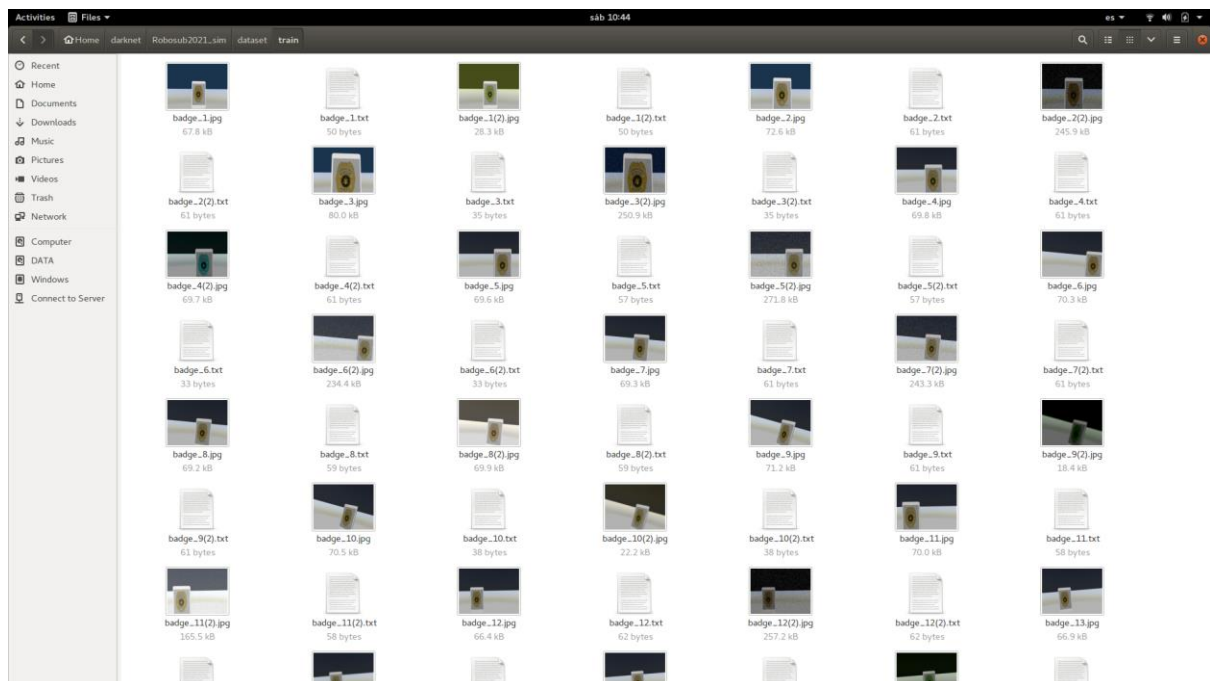 Activities Files sáb 10:44 es
Home darknet Robosub2021_sim dataset train
Recent
Home
Documents
Downloads
Music
Pictures
Videos
Trash
Network
Computer
DATA
Windows
Connect to Server
badge_1.jpg badge_1.txt badge_1(2).jpg badge_1(2).txt badge_2.jpg badge_2.txt badge_2(2).jpg
67.8 kB 50 bytes 28.3 kB 50 bytes 72.6 kB 61 bytes 245.9 kB
badge_2(2).txt badge_3.jpg badge_3.txt badge_3(2).jpg badge_3(2).txt badge_4.jpg badge_4.txt
61 bytes 80.0 kB 35 bytes 250.9 kB 35 bytes 69.8 kB 61 bytes
badge_4(2).jpg badge_4(2).txt badge_5.jpg badge_5.txt badge_5(2).jpg badge_5(2).txt badge_6.jpg
69.7 kB 61 bytes 69.6 kB 57 bytes 271.8 kB 57 bytes 70.3 kB
badge_6.txt badge_6(2).jpg badge_6(2).txt badge_7.jpg badge_7.txt badge_7(2).jpg badge_7(2).txt
33 bytes 234.4 kB 33 bytes 69.3 kB 61 bytes 243.3 kB 61 bytes
badge_8.jpg badge_8.txt badge_8(2).jpg badge_8(2).txt badge_9.jpg badge_9.txt badge_9(2).jpg
69.2 kB 59 bytes 69.9 kB 59 bytes 71.2 kB 61 bytes 18.4 kB
badge_9(2).txt badge_10.jpg badge_10.txt badge_10(2).jpg badge_10(2).txt badge_11.jpg badge_11.txt
61 bytes 70.5 kB 38 bytes 22.2 kB 38 bytes 70.0 kB 58 bytes
badge_11(2).jpg badge_11(2).txt badge_12.jpg badge_12.txt badge_12(2).jpg badge_12(2).txt badge_13.jpg
165.5 kB 58 bytes 66.4 kB 62 bytes 257.2 kB 62 bytes 66.9 kB